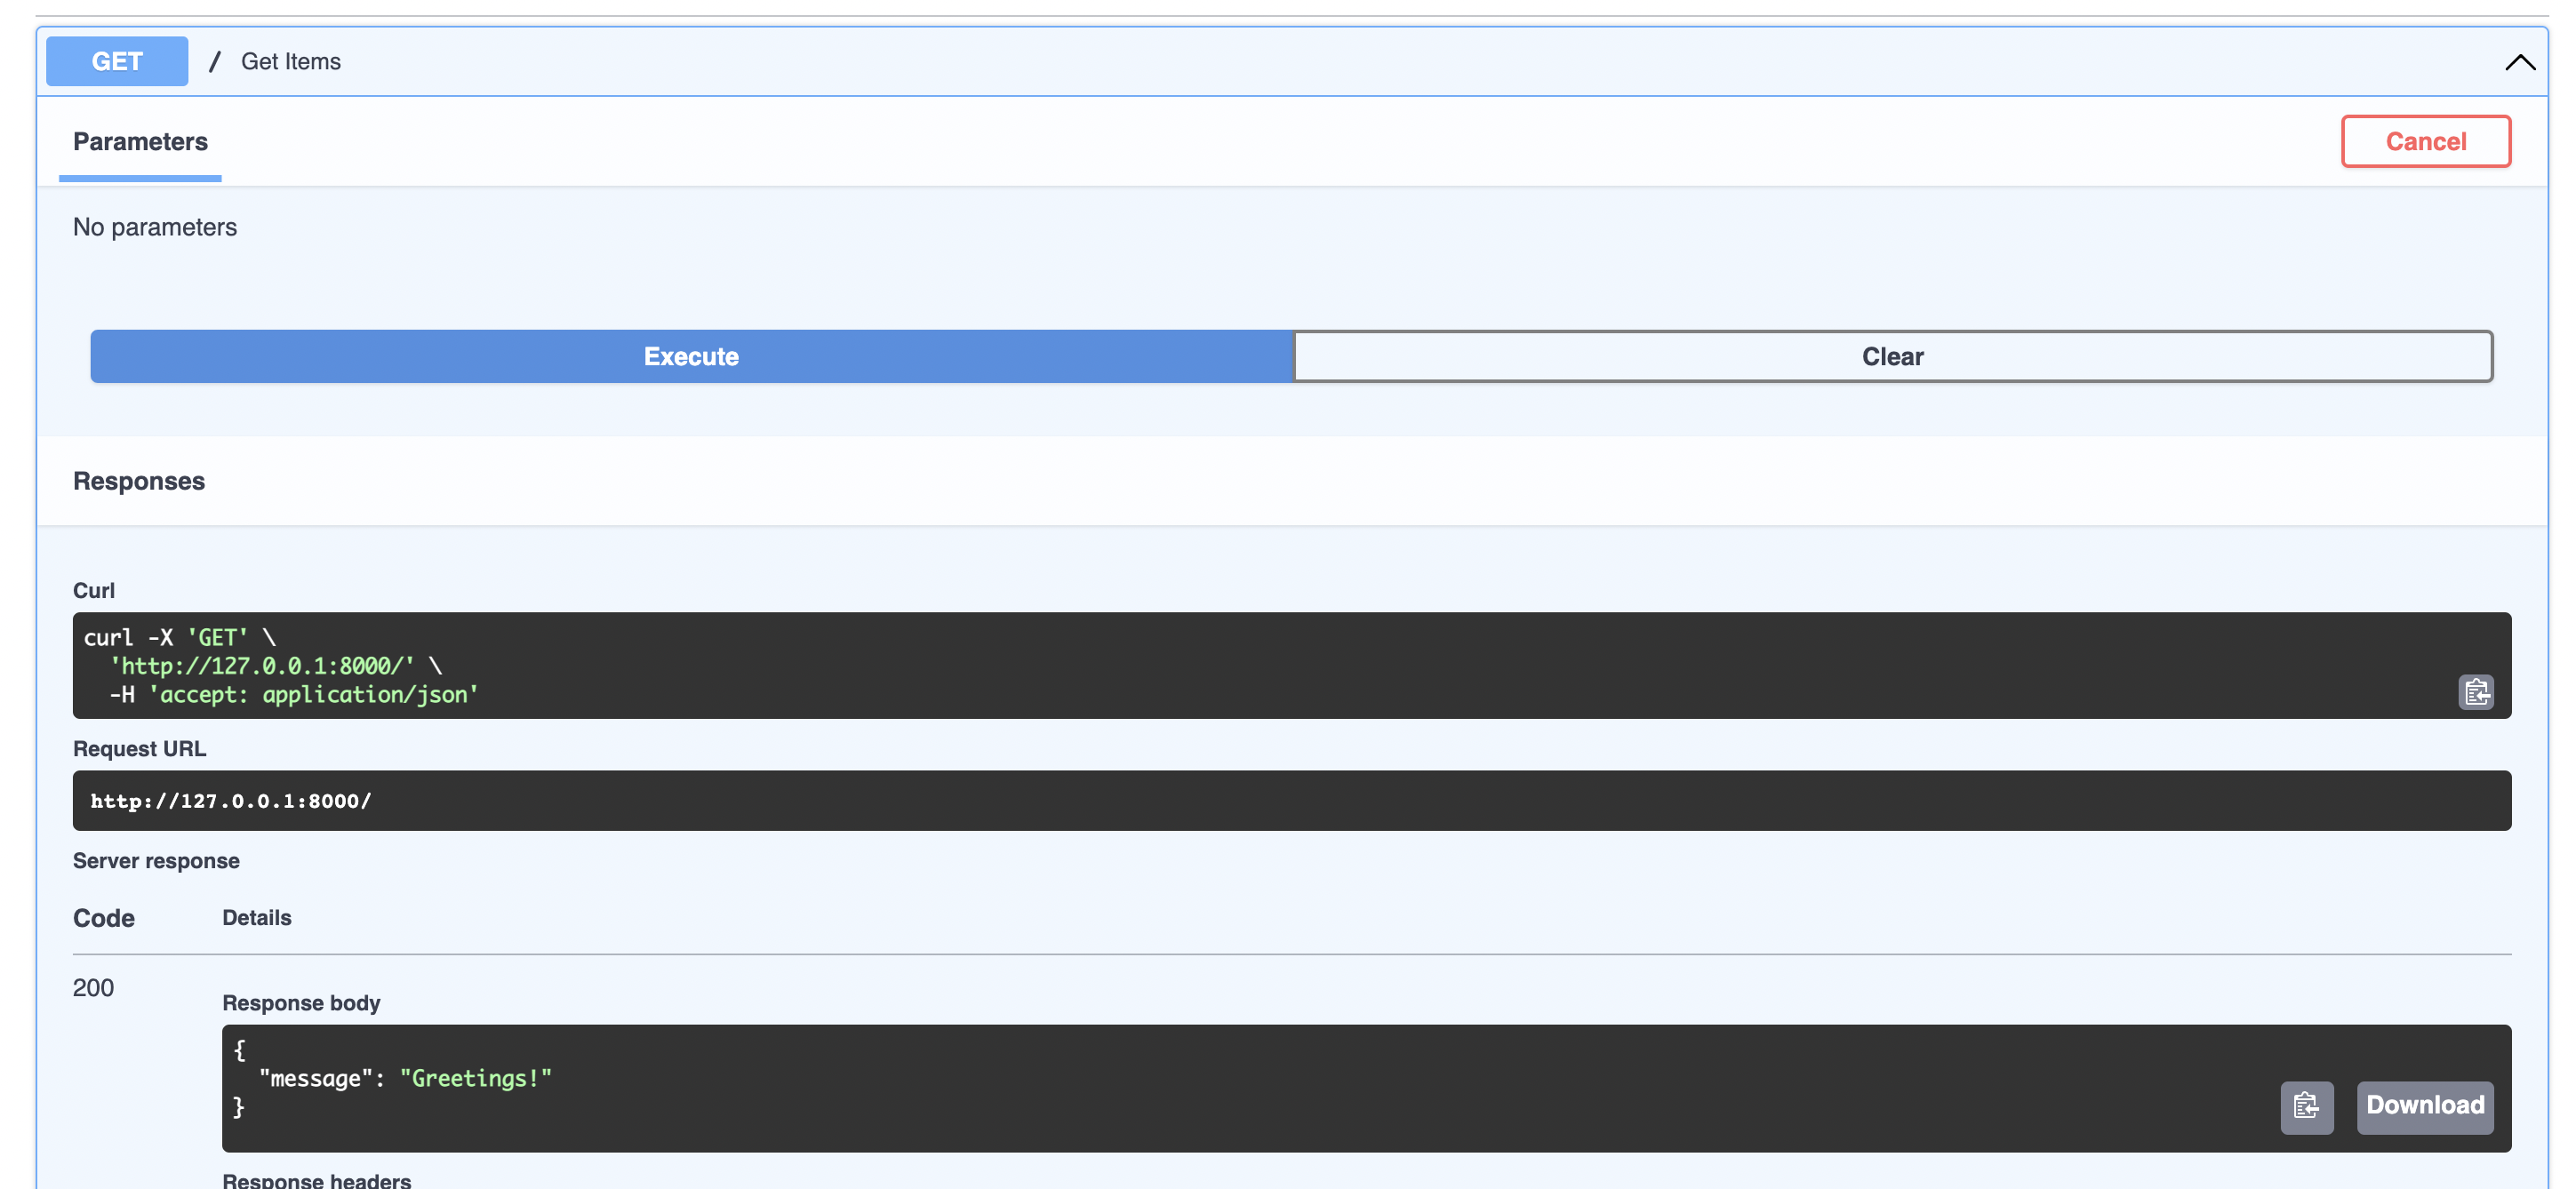 GET / Get Items
Parameters
Cancel
No parameters
Execute
Clear
Responses
Curl
curl -X 'GET' \
  'http://127.0.0.1:8000/' \
  -H 'accept: application/json'
Request URL
http://127.0.0.1:8000/
Server response
Code Details
200
Response body
{
  "message": "Greetings!"
}
Download
Response headers